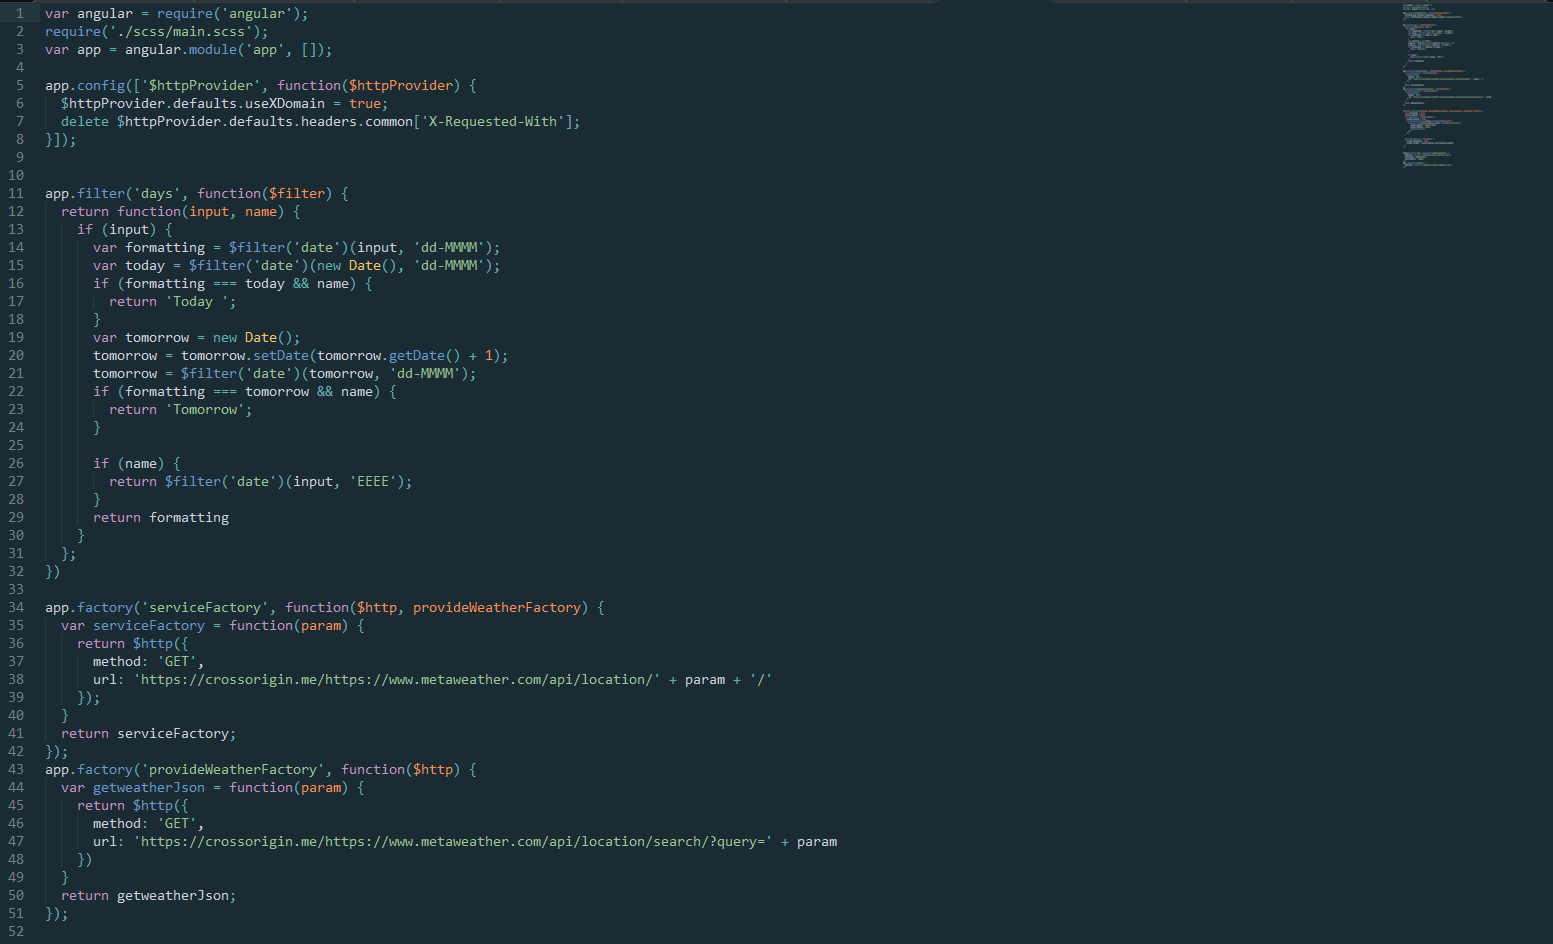 1 var angular = require('angular');
2 require('./scss/main.scss');
3 var app = angular.module('app', []);
4
5 app.config(['$httpProvider', function($httpProvider) {
6   $httpProvider.defaults.useXDomain = true;
7   delete $httpProvider.defaults.headers.common['X-Requested-With'];
8 }]);
9
10
11 app.filter('days', function($filter) {
12   return function(input, name) {
13     if (input) {
14       var formatting = $filter('date')(input, 'dd-MMMM');
15       var today = $filter('date')(new Date(), 'dd-MMMM');
16       if (formatting === today && name) {
17         return 'Today ';
18       }
19       var tomorrow = new Date();
20       tomorrow = tomorrow.setDate(tomorrow.getDate() + 1);
21       tomorrow = $filter('date')(tomorrow, 'dd-MMMM');
22       if (formatting === tomorrow && name) {
23         return 'Tomorrow';
24       }
25
26       if (name) {
27         return $filter('date')(input, 'EEEE');
28       }
29       return formatting
30     }
31   };
32 })
33
34 app.factory('serviceFactory', function($http, provideWeatherFactory) {
35   var serviceFactory = function(param) {
36     return $http({
37       method: 'GET',
38       url: 'https://crossorigin.me/https://www.metaweather.com/api/location/' + param + '/'
39     });
40   }
41   return serviceFactory;
42 });
43 app.factory('provideWeatherFactory', function($http) {
44   var getweatherJson = function(param) {
45     return $http({
46       method: 'GET',
47       url: 'https://crossorigin.me/https://www.metaweather.com/api/location/search/?query=' + param
48     })
49   }
50   return getweatherJson;
51 });
52